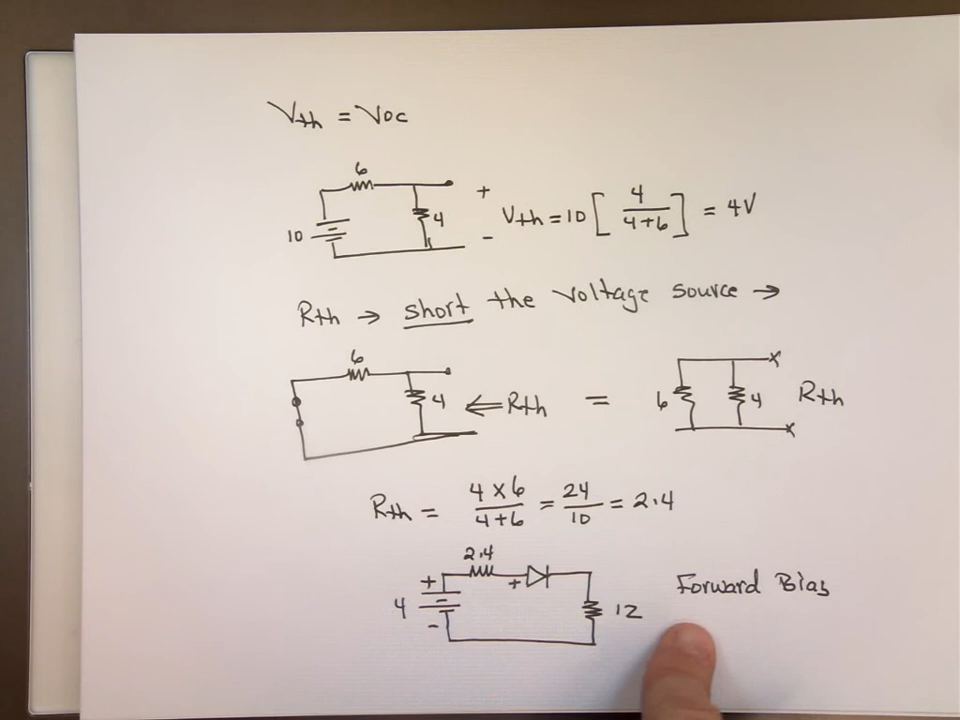 Vth = Voc
6
10
4
+
-
Vth = 10 [ 4 / 4+6 ] = 4V
Rth → short the voltage source →
6
4 ⇐ Rth = 6 4 Rth
x
x
Rth = 4 x 6 / 4+6 = 24 / 10 = 2.4
2.4
+ +
4
-
12
Forward Bias